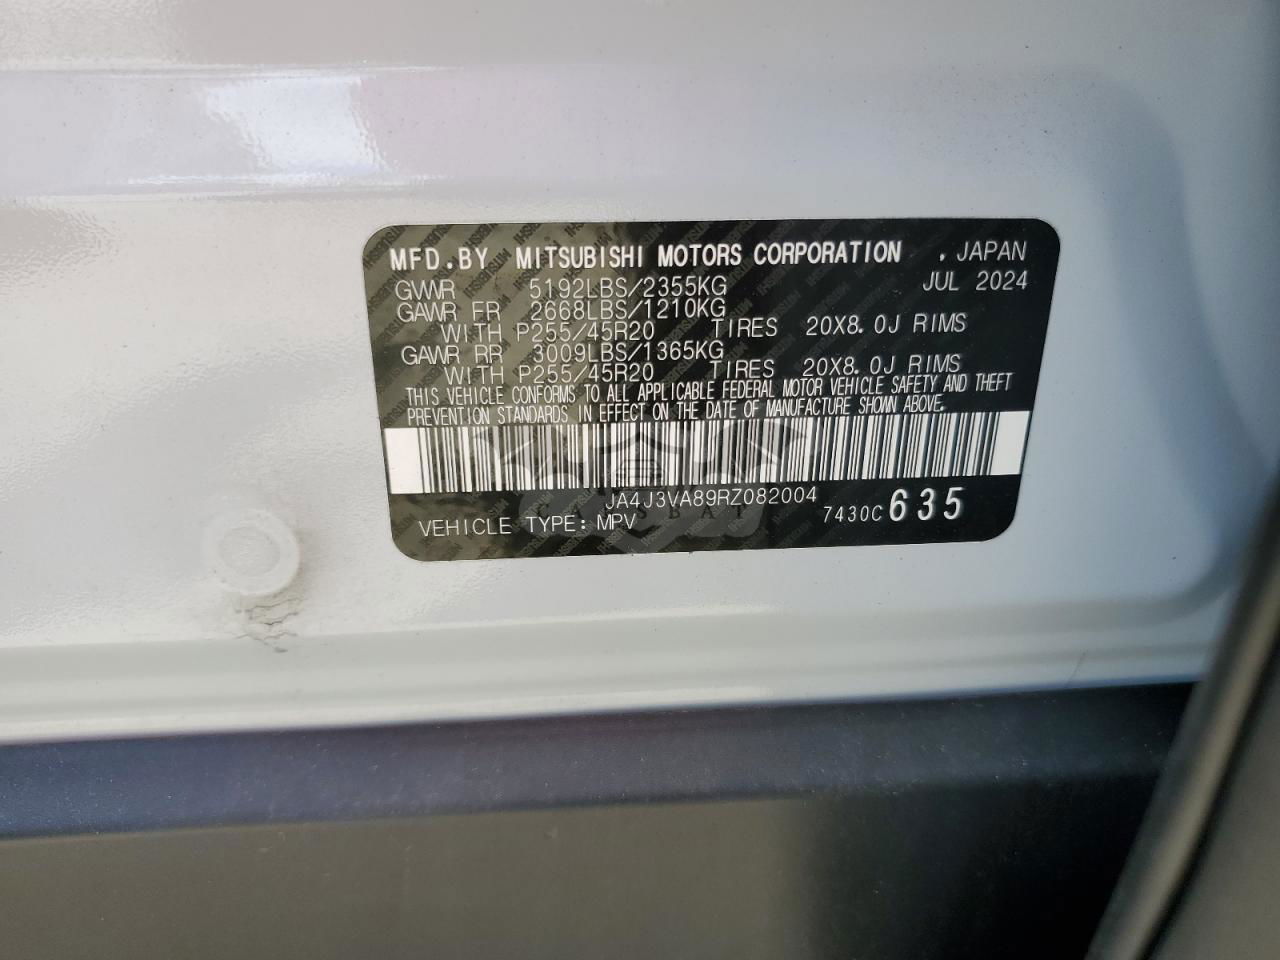 MFD.BY MITSUBISHI MOTORS CORPORATION , JAPAN
GVWR 5192LBS/2355KG JUL 2024
GAWR FR 2668LBS/1210KG
WITH P255/45R20 TIRES 20X8.0J RIMS
GAWR RR 3009LBS/1365KG
WITH P255/45R20 TIRES 20X8.0J RIMS
THIS VEHICLE CONFORMS TO ALL APPLICABLE FEDERAL MOTOR VEHICLE SAFETY AND THEFT
PREVENTION STANDARDS IN EFFECT ON THE DATE OF MANUFACTURE SHOWN ABOVE.
JA4J3VA89RZ082004
VEHICLE TYPE: MPV 7430C 635